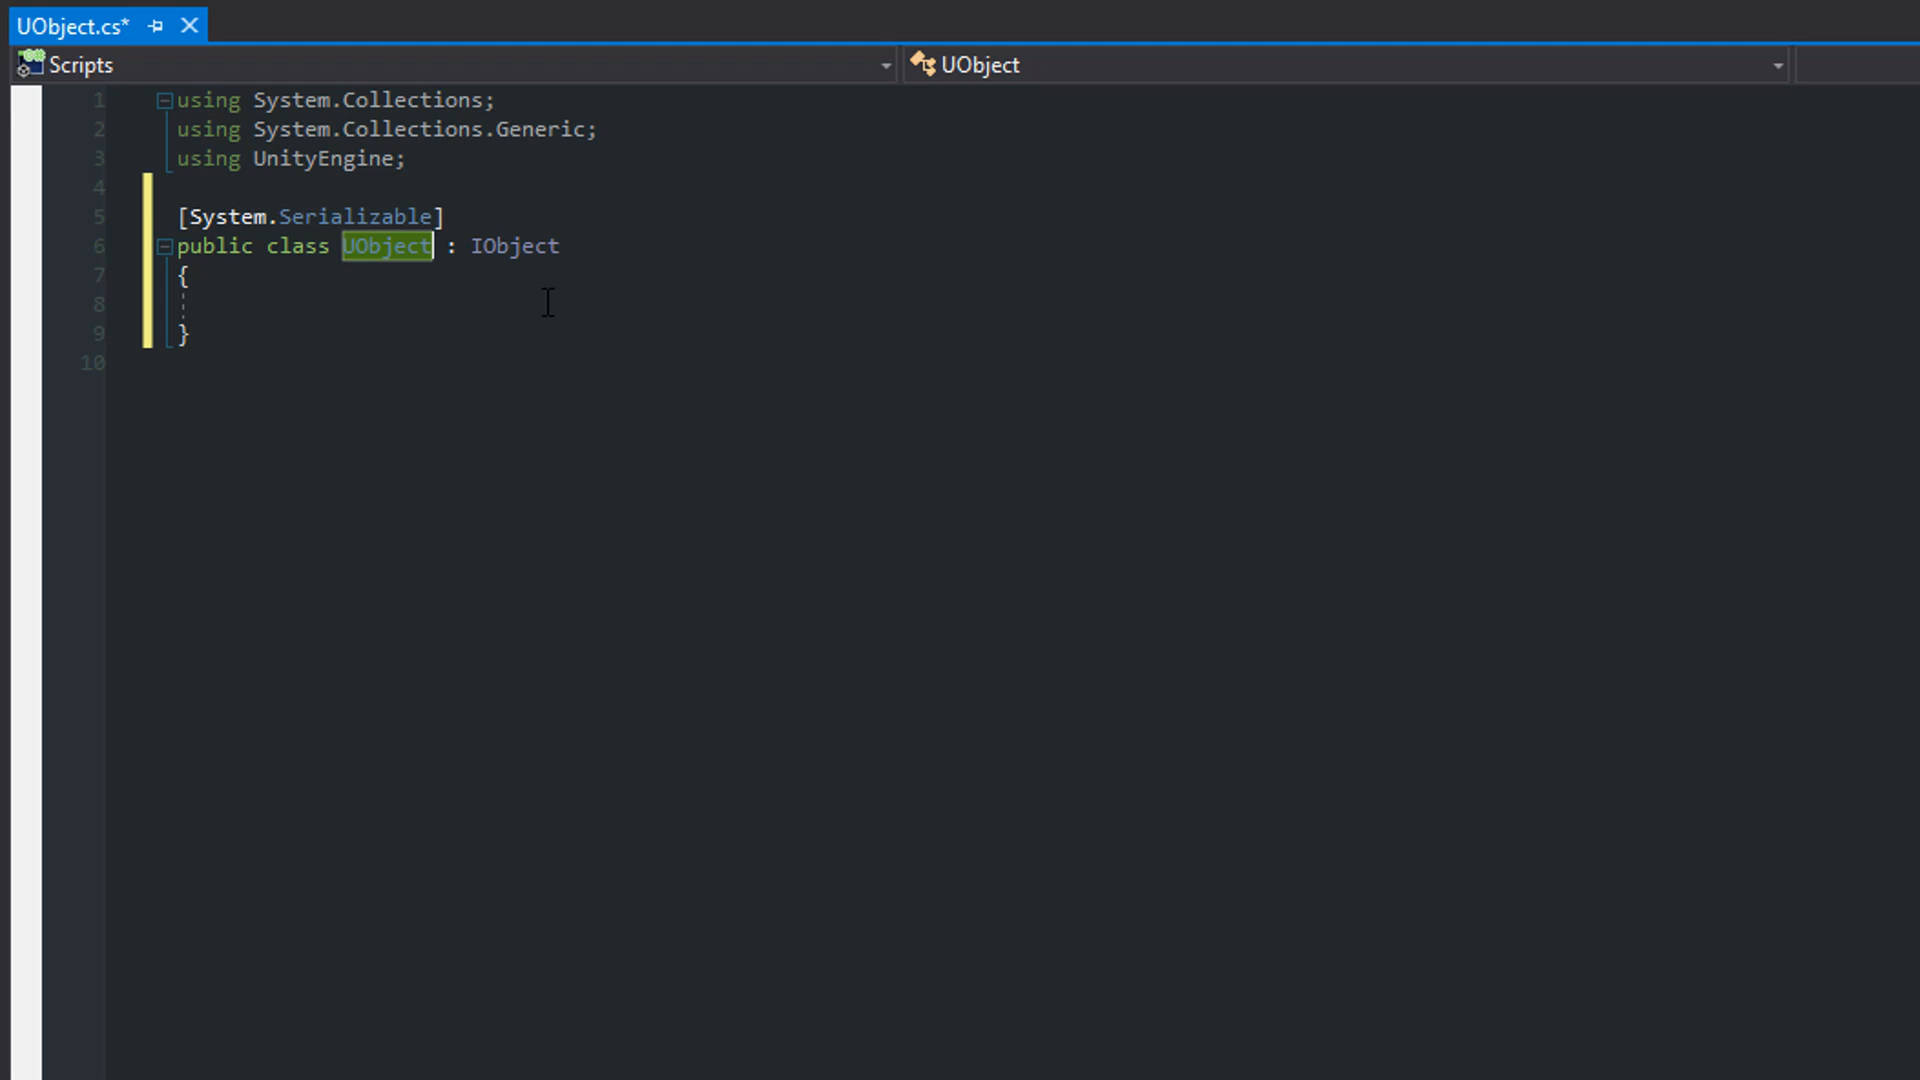 UObject.cs*
Scripts
UObject
1 using System.Collections;
2 using System.Collections.Generic;
3 using UnityEngine;
4
5 [System.Serializable]
6 public class UObject : IObject
7 {
8
9 }
10